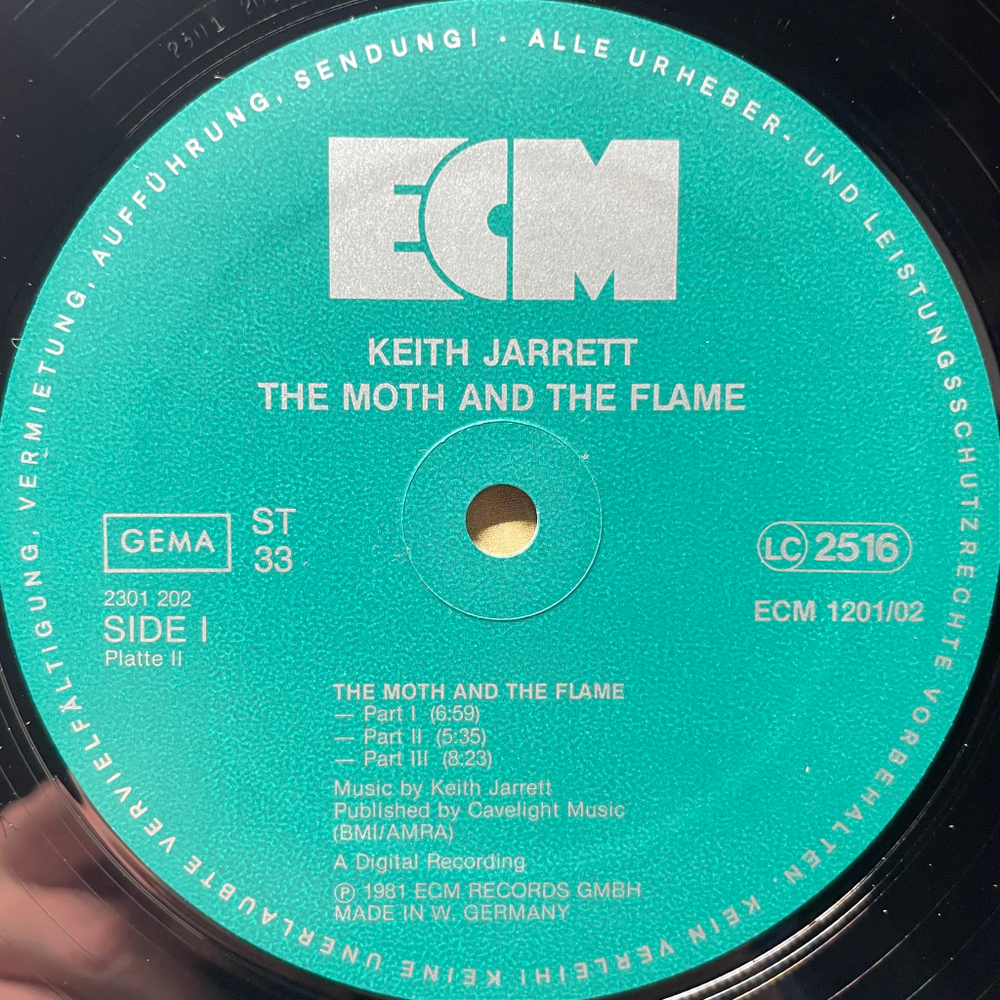 2301 20
ALLE URHEBER- UND LEISTUNGSSCHUTZRECHTE VORBEHALTEN. KEIN VERLEIH! KEINE UNERLAUBTE VERVIELFÄLTIGUNG, VERMIETUNG, AUFFÜHRUNG, SENDUNG! ·
ECM
KEITH JARRETT
THE MOTH AND THE FLAME
GEMA
ST
33
2301 202
SIDE I
Platte II
LC 2516
ECM 1201/02
THE MOTH AND THE FLAME
— Part I (6:59)
— Part II (5:35)
— Part III (8:23)
Music by Keith Jarrett
Published by Cavelight Music
(BMI/AMRA)
A Digital Recording
Ⓟ 1981 ECM RECORDS GMBH
MADE IN W. GERMANY